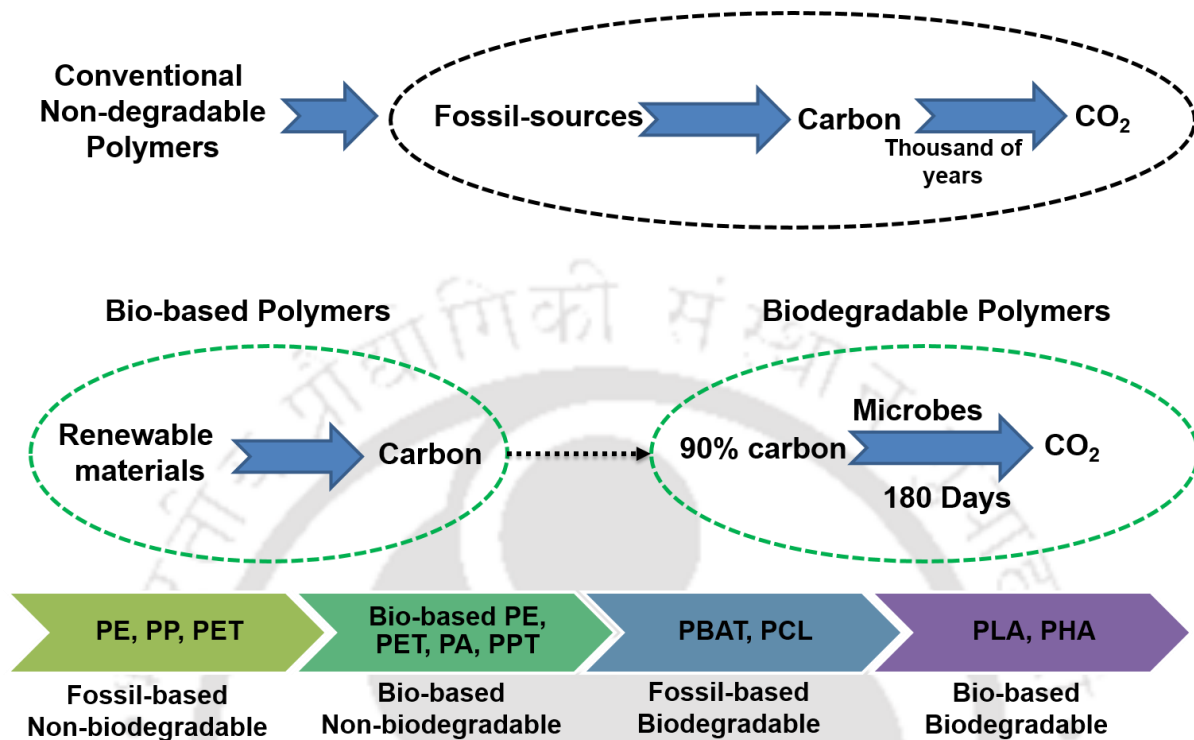 Conventional
Non-degradable
Polymers
Fossil-sources
Carbon
CO₂
Thousand of
years
Bio-based Polymers
Biodegradable Polymers
Renewable
materials
Carbon
90% carbon
Microbes
180 Days
CO₂
PE, PP, PET
Bio-based PE,
PET, PA, PPT
PBAT, PCL
PLA, PHA
Fossil-based
Non-biodegradable
Bio-based
Non-biodegradable
Fossil-based
Biodegradable
Bio-based
Biodegradable